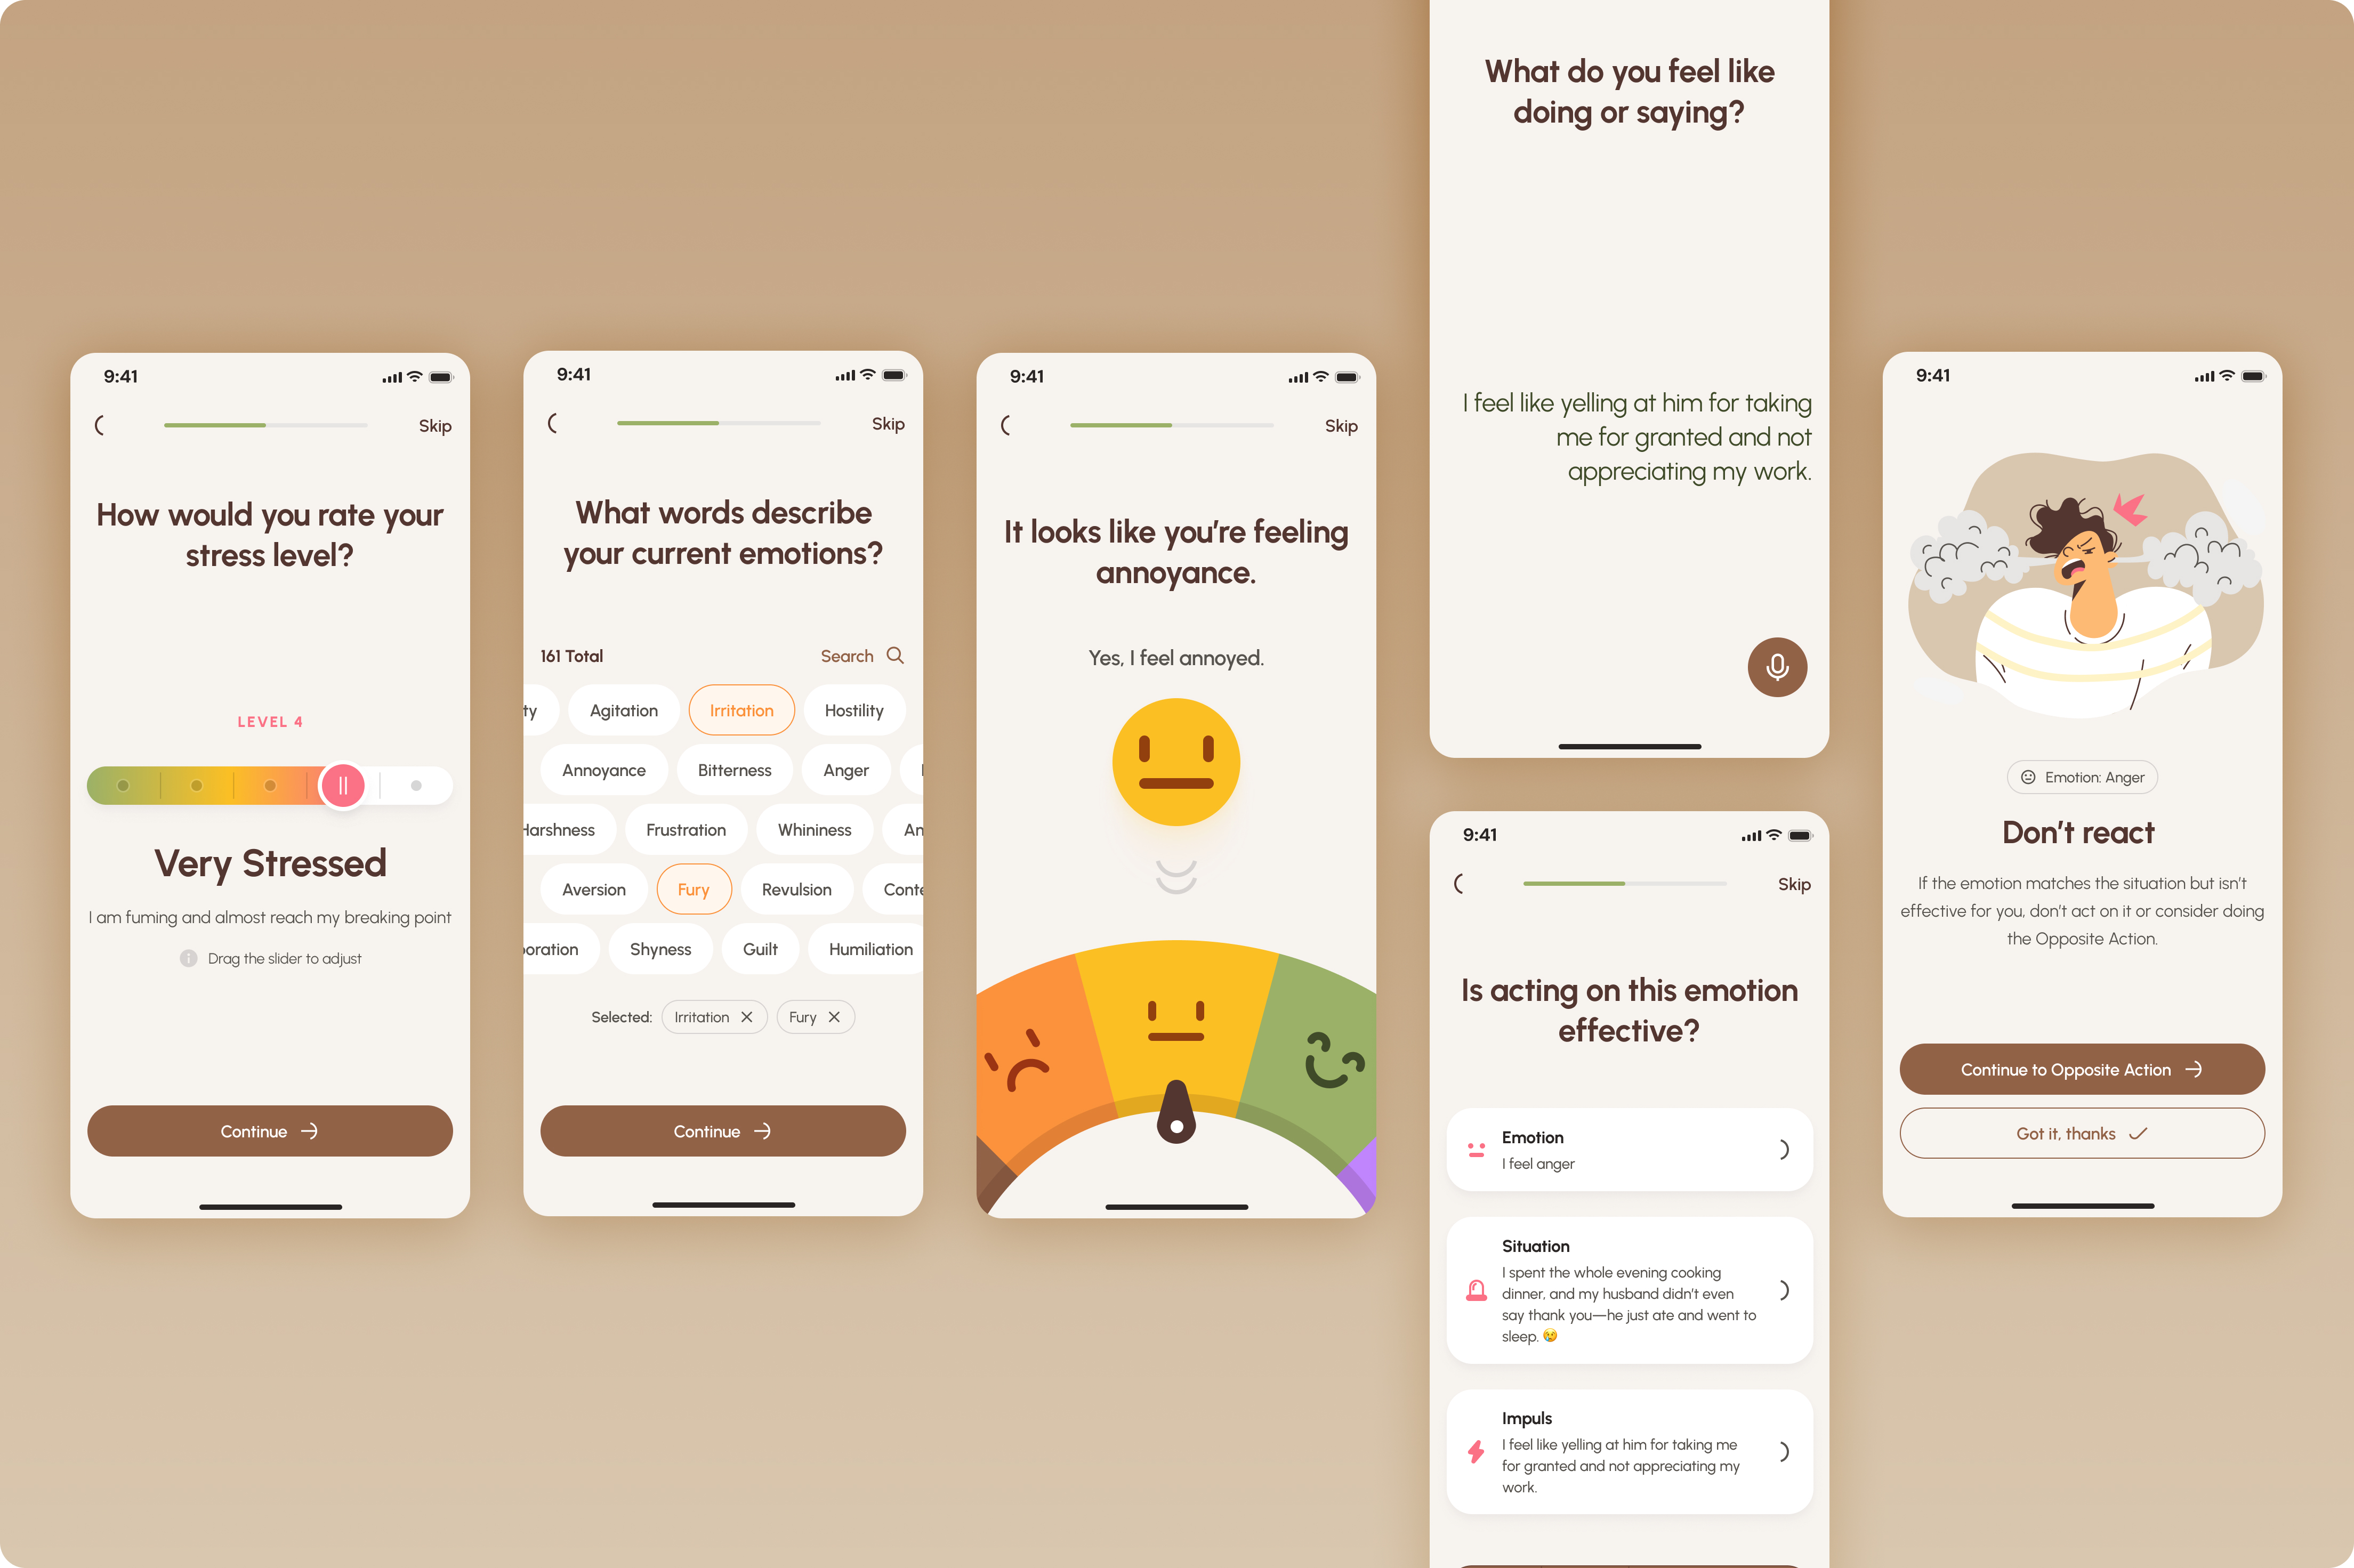 9:41
Skip
How would you rate your
stress level?
LEVEL 4
Very Stressed
I am fuming and almost reach my breaking point
Drag the slider to adjust
Continue
9:41
Skip
What words describe
your current emotions?
161 Total
Search
ty
Agitation
Irritation
Hostility
Annoyance
Bitterness
Anger
Harshness
Frustration
Whininess
An
Aversion
Fury
Revulsion
Conte
oration
Shyness
Guilt
Humiliation
Selected:
Irritation
Fury
Continue
9:41
Skip
It looks like you’re feeling
annoyance.
Yes, I feel annoyed.
What do you feel like
doing or saying?
I feel like yelling at him for taking
me for granted and not
appreciating my work.
9:41
Skip
Is acting on this emotion
effective?
Emotion
I feel anger
Situation
I spent the whole evening cooking
dinner, and my husband didn’t even
say thank you—he just ate and went to
sleep. 😢
Impuls
I feel like yelling at him for taking me
for granted and not appreciating my
work.
9:41
Emotion: Anger
Don’t react
If the emotion matches the situation but isn’t
effective for you, don’t act on it or consider doing
the Opposite Action.
Continue to Opposite Action
Got it, thanks